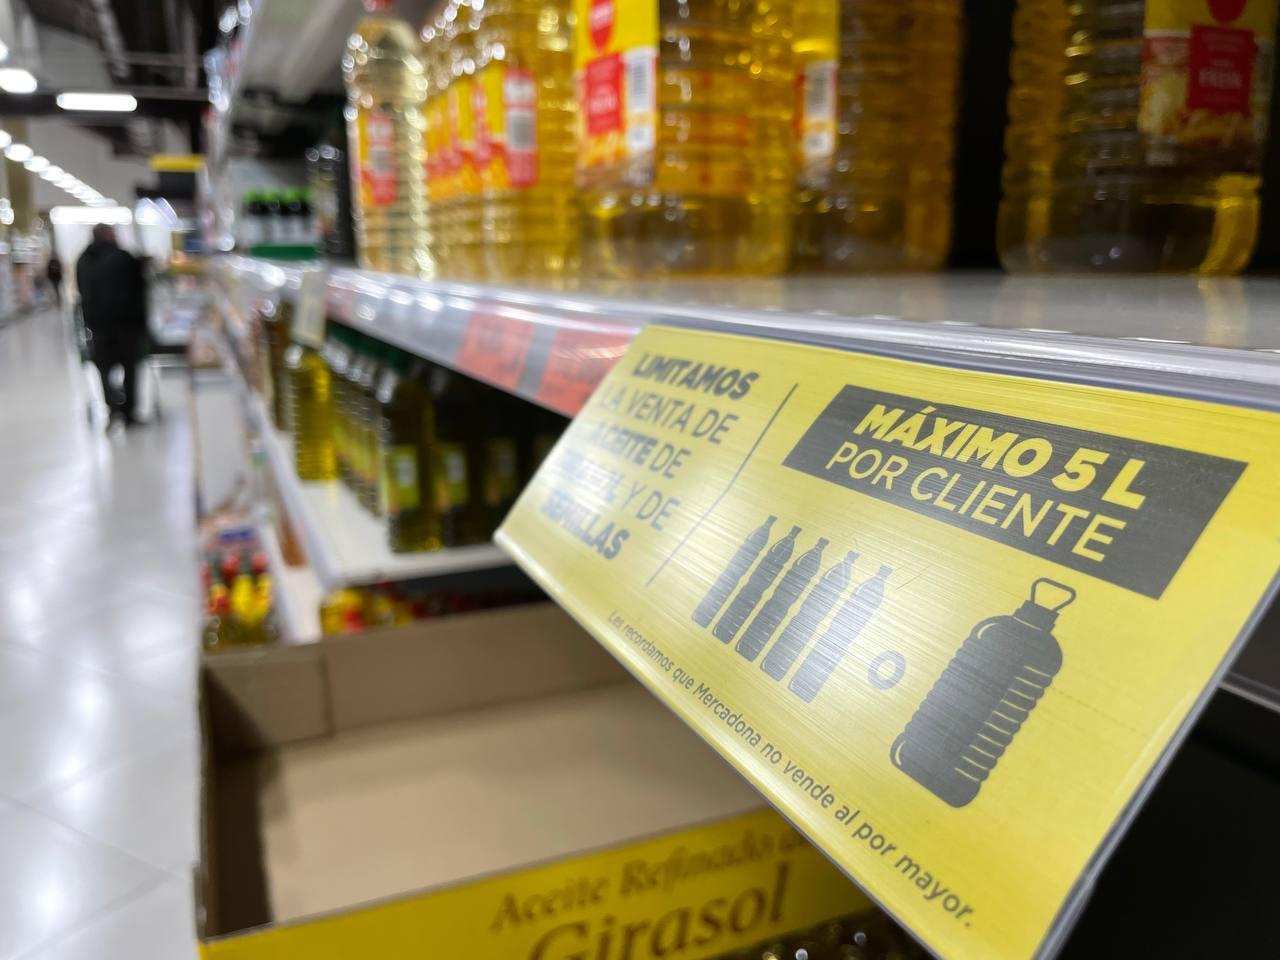 LIMITAMOS
LA VENTA DE
ACEITE DE
Y DE
SEMILLAS
MÁXIMO 5 L
POR CLIENTE
o
Les recordamos que Mercadona no vende al por mayor.
Aceite Refinado de
Girasol